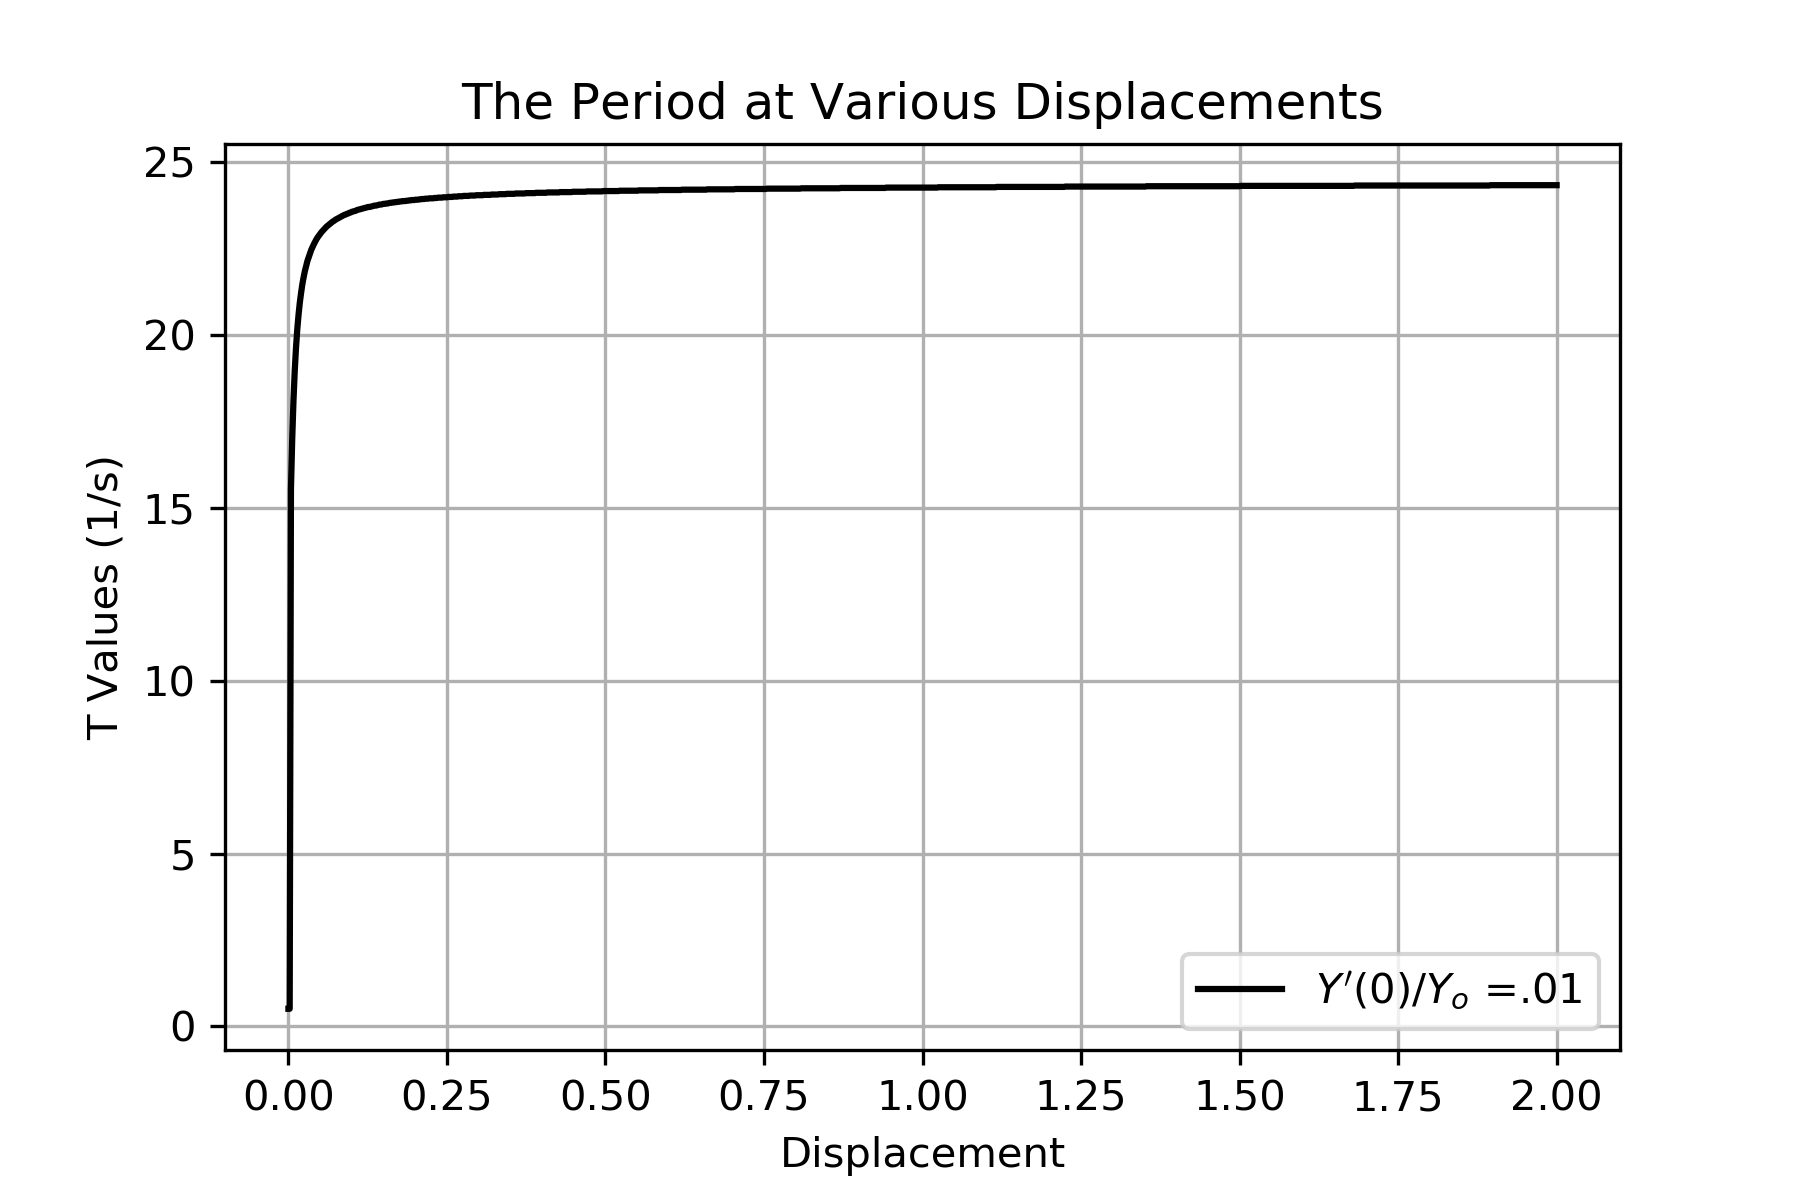 The Period at Various Displacements
T Values (1/s)
25
20
15
10
5
0
Y′(0)/Yₒ =.01
0.00 0.25 0.50 0.75 1.00 1.25 1.50 1.75 2.00
Displacement